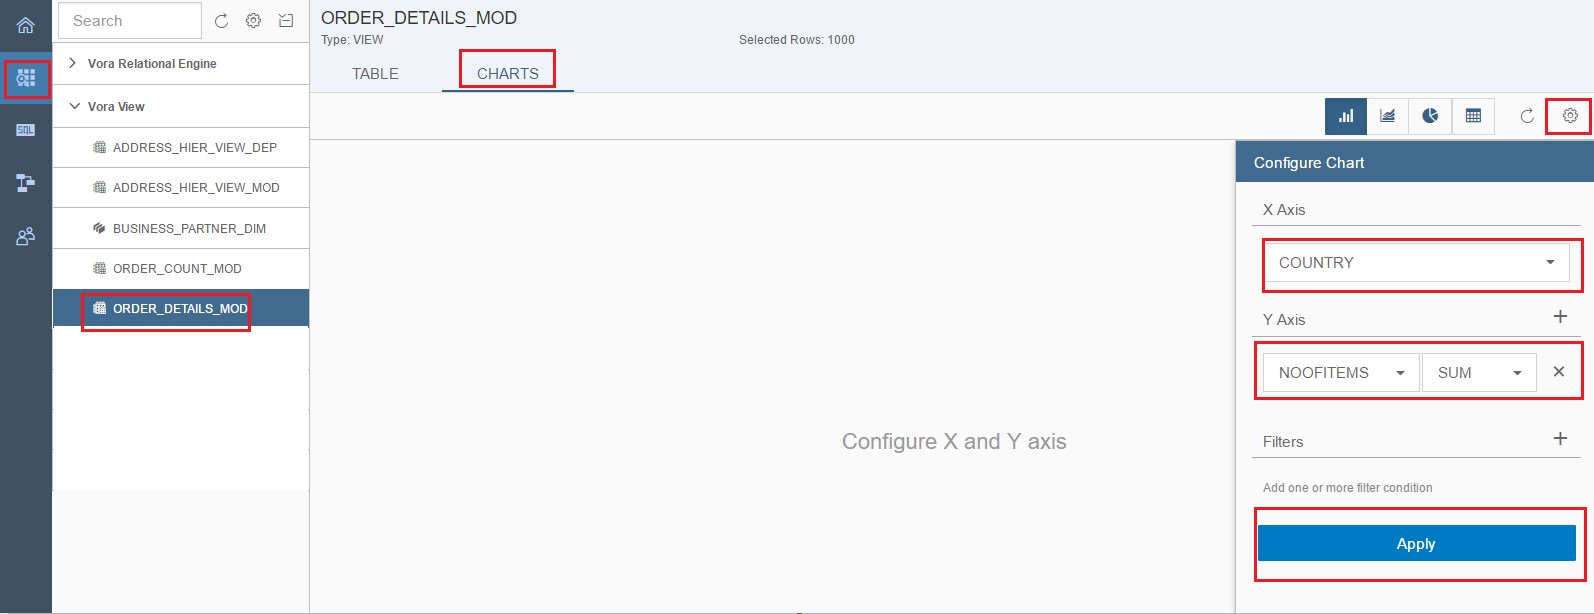 Search
ORDER_DETAILS_MOD
Type: VIEW
Selected Rows: 1000
TABLE
CHARTS
Vora Relational Engine
Vora View
SQL
ADDRESS_HIER_VIEW_DEP
ADDRESS_HIER_VIEW_MOD
BUSINESS_PARTNER_DIM
ORDER_COUNT_MOD
ORDER_DETAILS_MOD
Configure X and Y axis
Configure Chart
X Axis
COUNTRY
Y Axis
NOOFITEMS
SUM
Filters
Add one or more filter condition
Apply